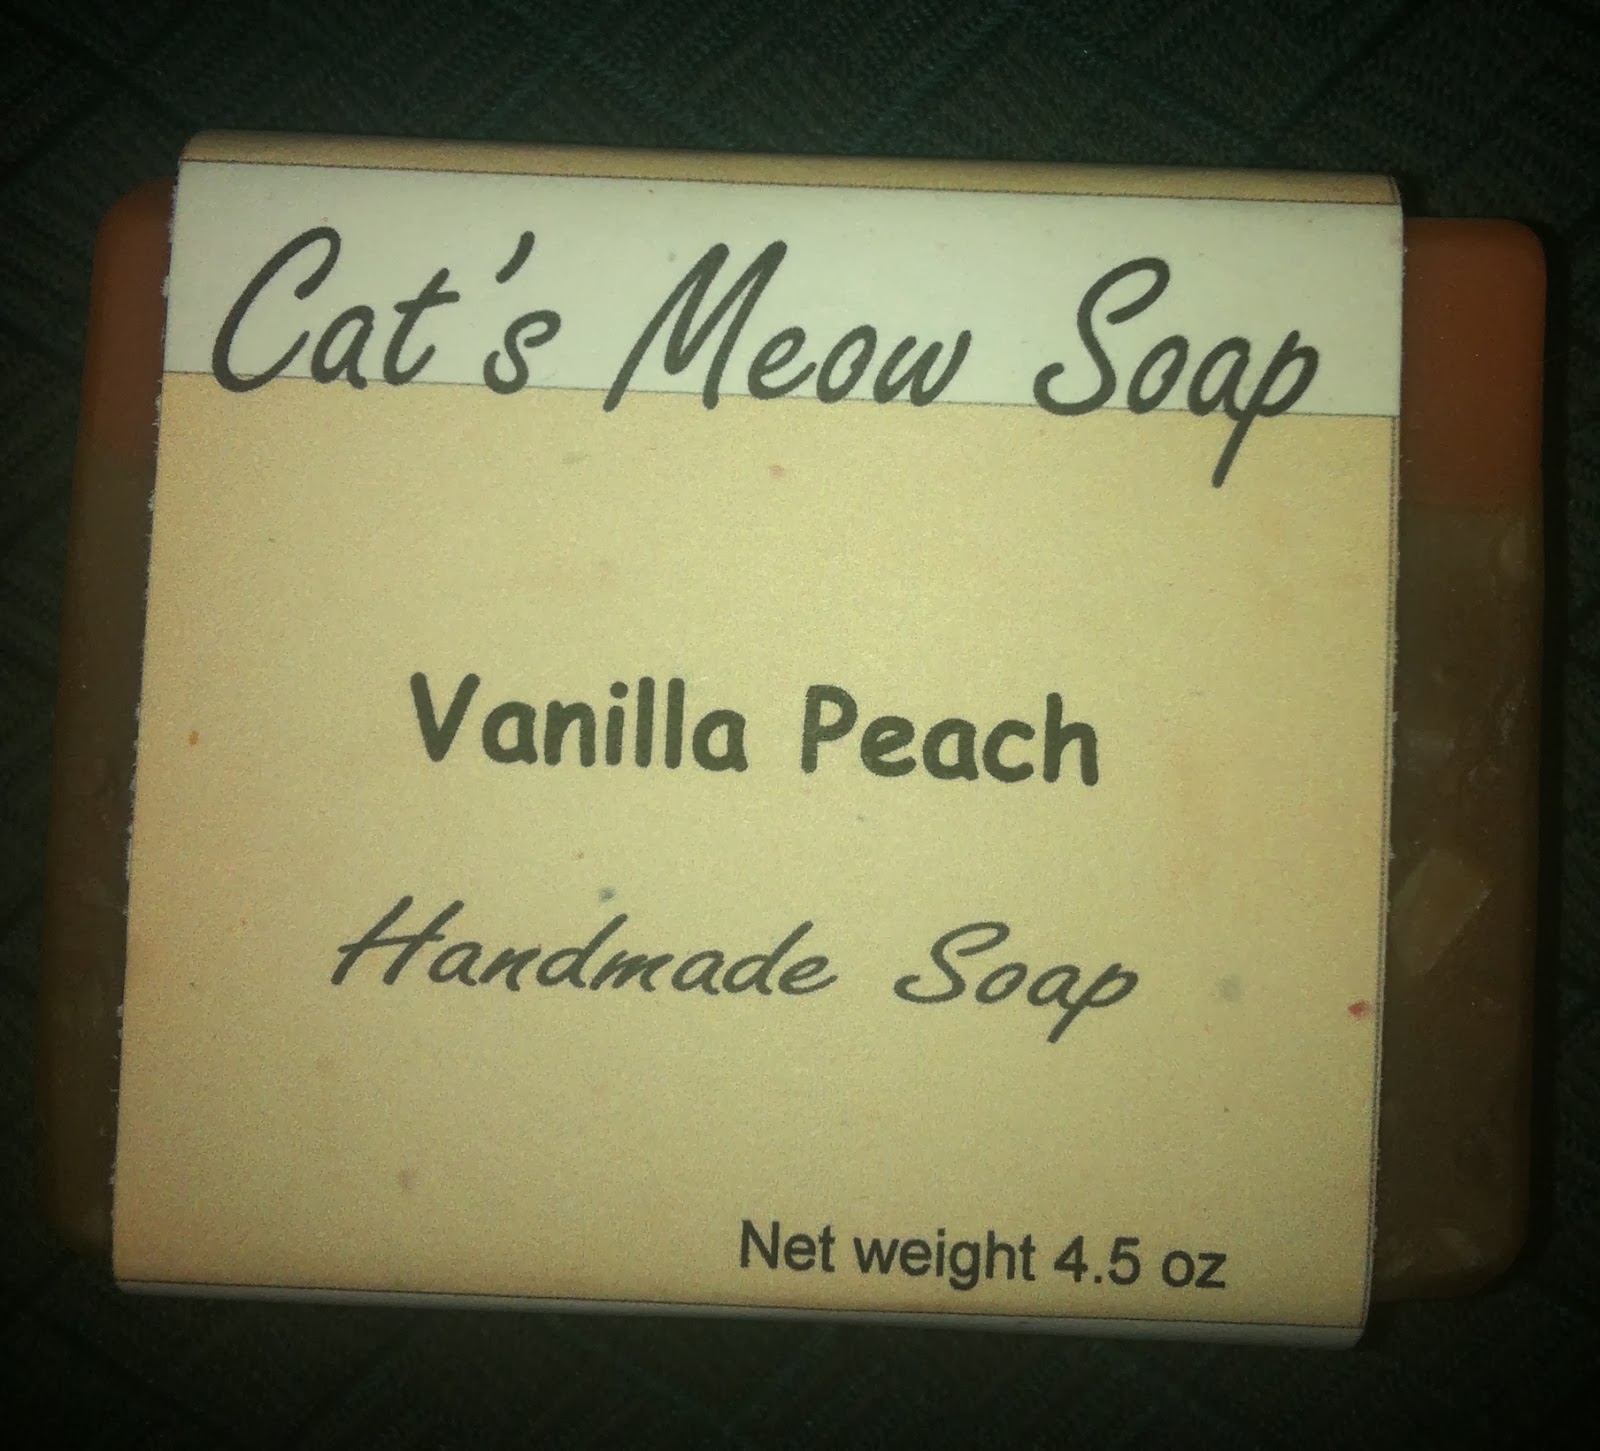 Cat's Meow Soap
Vanilla Peach
Handmade Soap
Net weight 4.5 oz